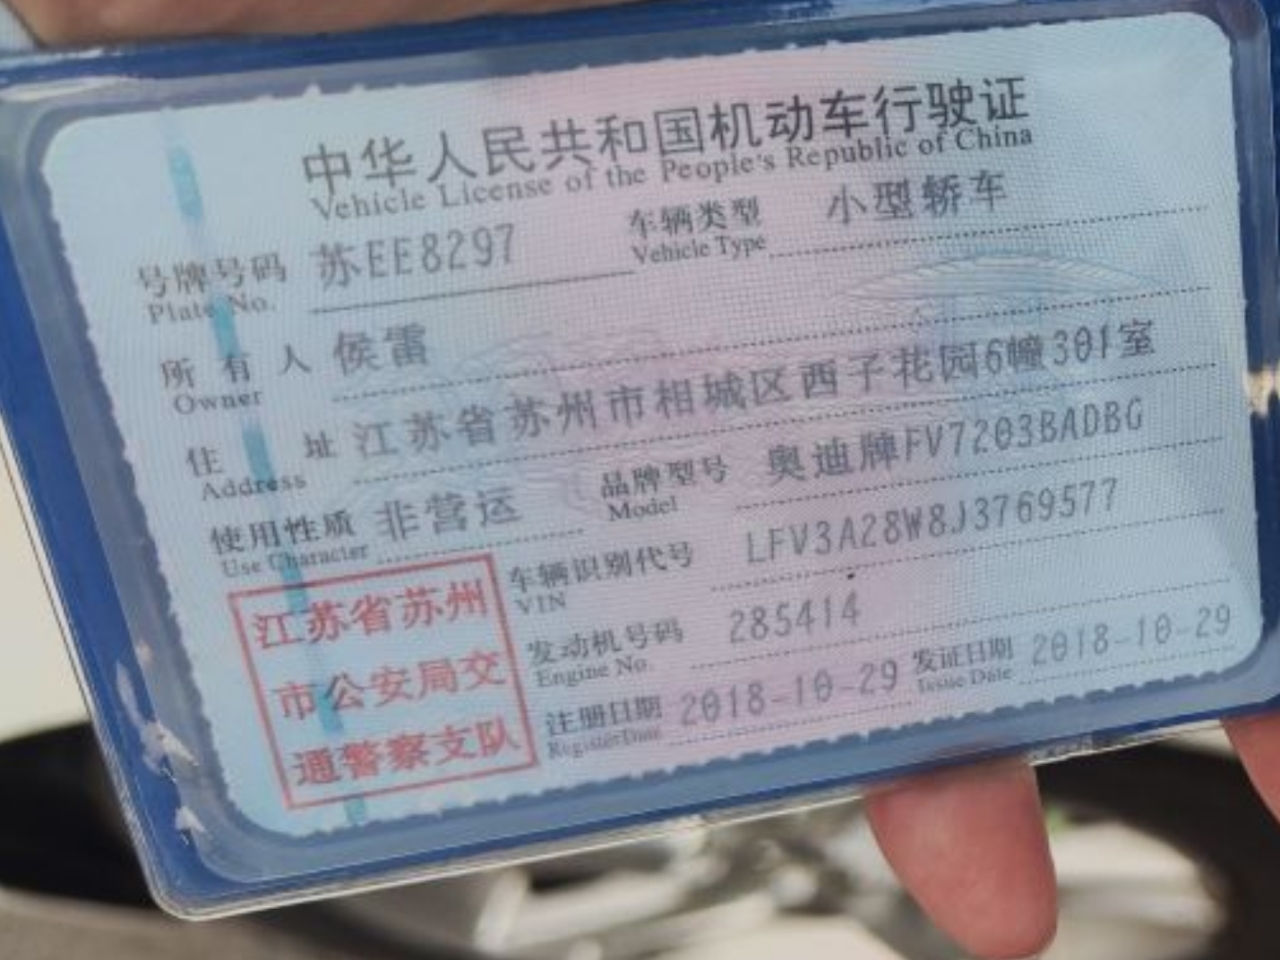 中华人民共和国机动车行驶证
Vehicle License of the People's Republic of China
号牌号码 苏EE8297 车辆类型 小型轿车
Plate No. Vehicle Type
所有人 侯雷
Owner
住址 江苏省苏州市相城区西子花园6幢301室
Address
使用性质 非营运 品牌型号 奥迪牌FV7203BADBG
Use Character Model
车辆识别代号 LFV3A28W8J3769577
VIN
发动机号码 285414
Engine No.
注册日期 2018-10-29 发证日期 2018-10-29
Register Date Issue Date
江苏省苏州
市公安局交
通警察支队